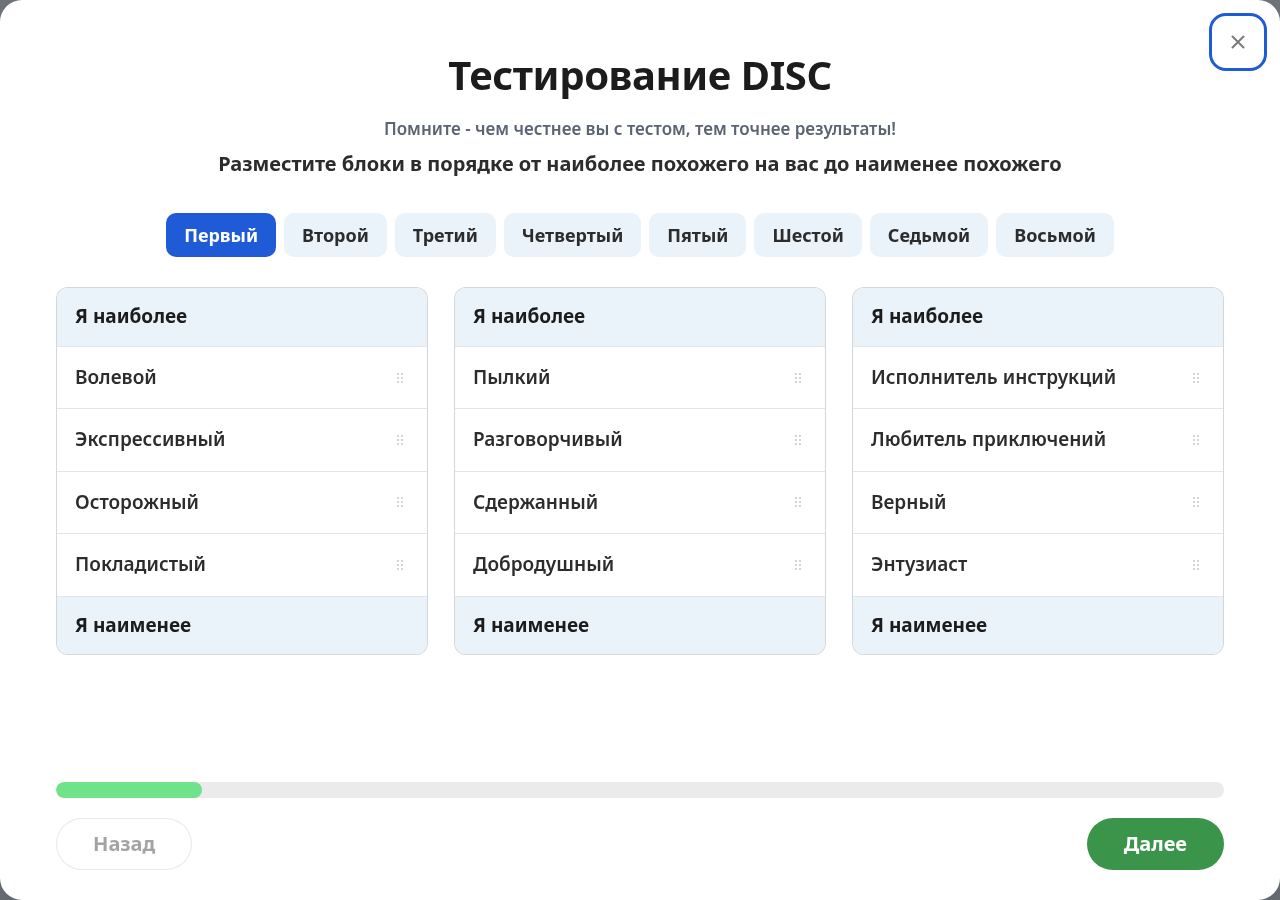 Тестирование DISC
Помните - чем честнее вы с тестом, тем точнее результаты!
Разместите блоки в порядке от наиболее похожего на вас до наименее похожего
Первый
Второй
Третий
Четвертый
Пятый
Шестой
Седьмой
Восьмой
Я наиболее
Волевой
Экспрессивный
Осторожный
Покладистый
Я наименее
Я наиболее
Пылкий
Разговорчивый
Сдержанный
Добродушный
Я наименее
Я наиболее
Исполнитель инструкций
Любитель приключений
Верный
Энтузиаст
Я наименее
Назад
Далее